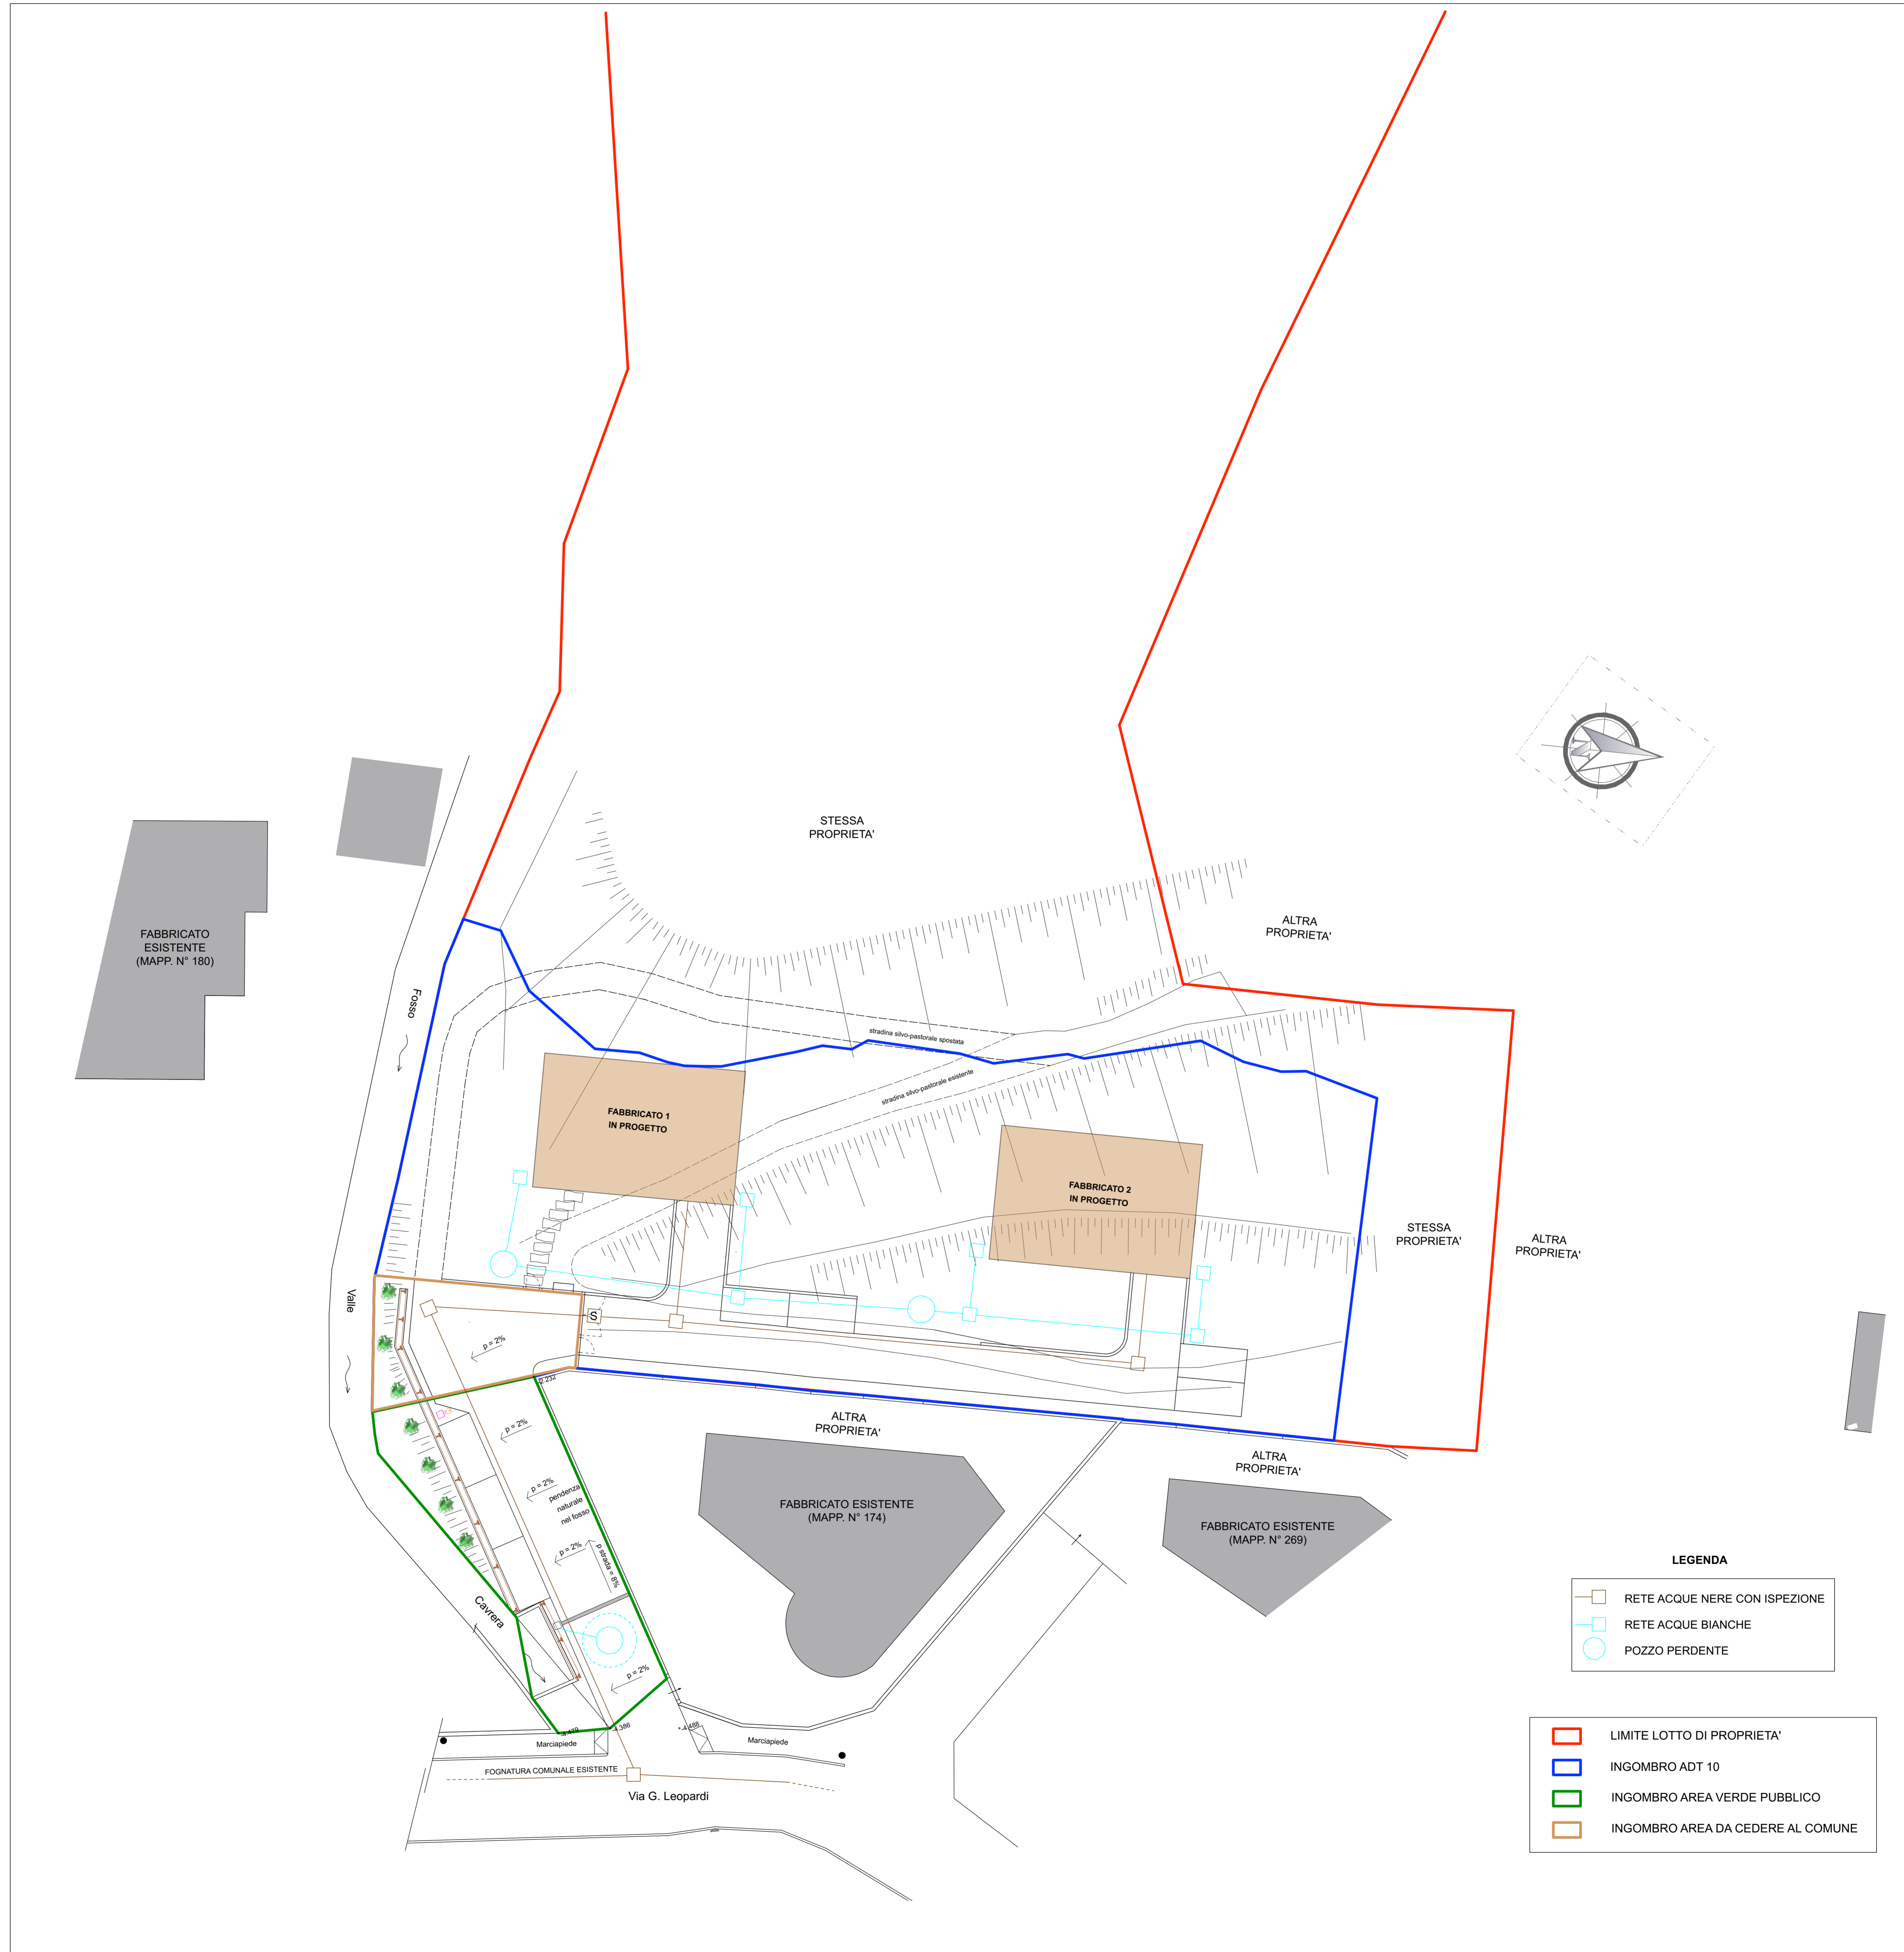 STESSA
PROPRIETA'
ALTRA
PROPRIETA'
FABBRICATO
ESISTENTE
(MAPP. N° 180)
Fosso
stradina silvo-pastorale spostata
stradina silvo-pastorale esistente
FABBRICATO 1
IN PROGETTO
FABBRICATO 2
IN PROGETTO
STESSA
PROPRIETA'
ALTRA
PROPRIETA'
Valle
S
p = 2%
ALTRA
PROPRIETA'
p = 2%
ALTRA
PROPRIETA'
p = 2%
pendenza
naturale
nel fosso
FABBRICATO ESISTENTE
(MAPP. N° 174)
FABBRICATO ESISTENTE
(MAPP. N° 269)
p = 2%
p strada = 8%
Cavrera
p = 2%
LEGENDA
RETE ACQUE NERE CON ISPEZIONE
RETE ACQUE BIANCHE
POZZO PERDENTE
-4.488
Marciapiede
Marciapiede
FOGNATURA COMUNALE ESISTENTE
Via G. Leopardi
LIMITE LOTTO DI PROPRIETA'
INGOMBRO ADT 10
INGOMBRO AREA VERDE PUBBLICO
INGOMBRO AREA DA CEDERE AL COMUNE